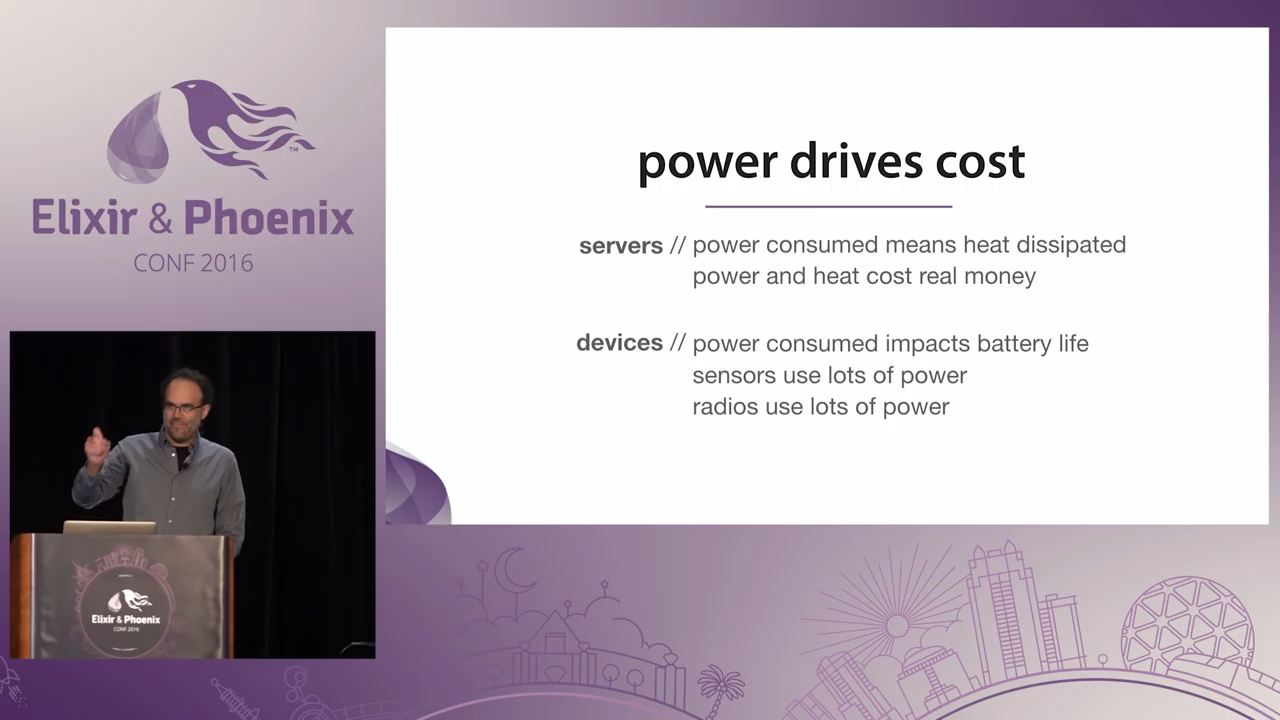 Elixir & Phoenix
CONF 2016
TM
power drives cost
servers // power consumed means heat dissipated
power and heat cost real money
devices // power consumed impacts battery life
sensors use lots of power
radios use lots of power
Elixir & Phoenix
CONF 2016